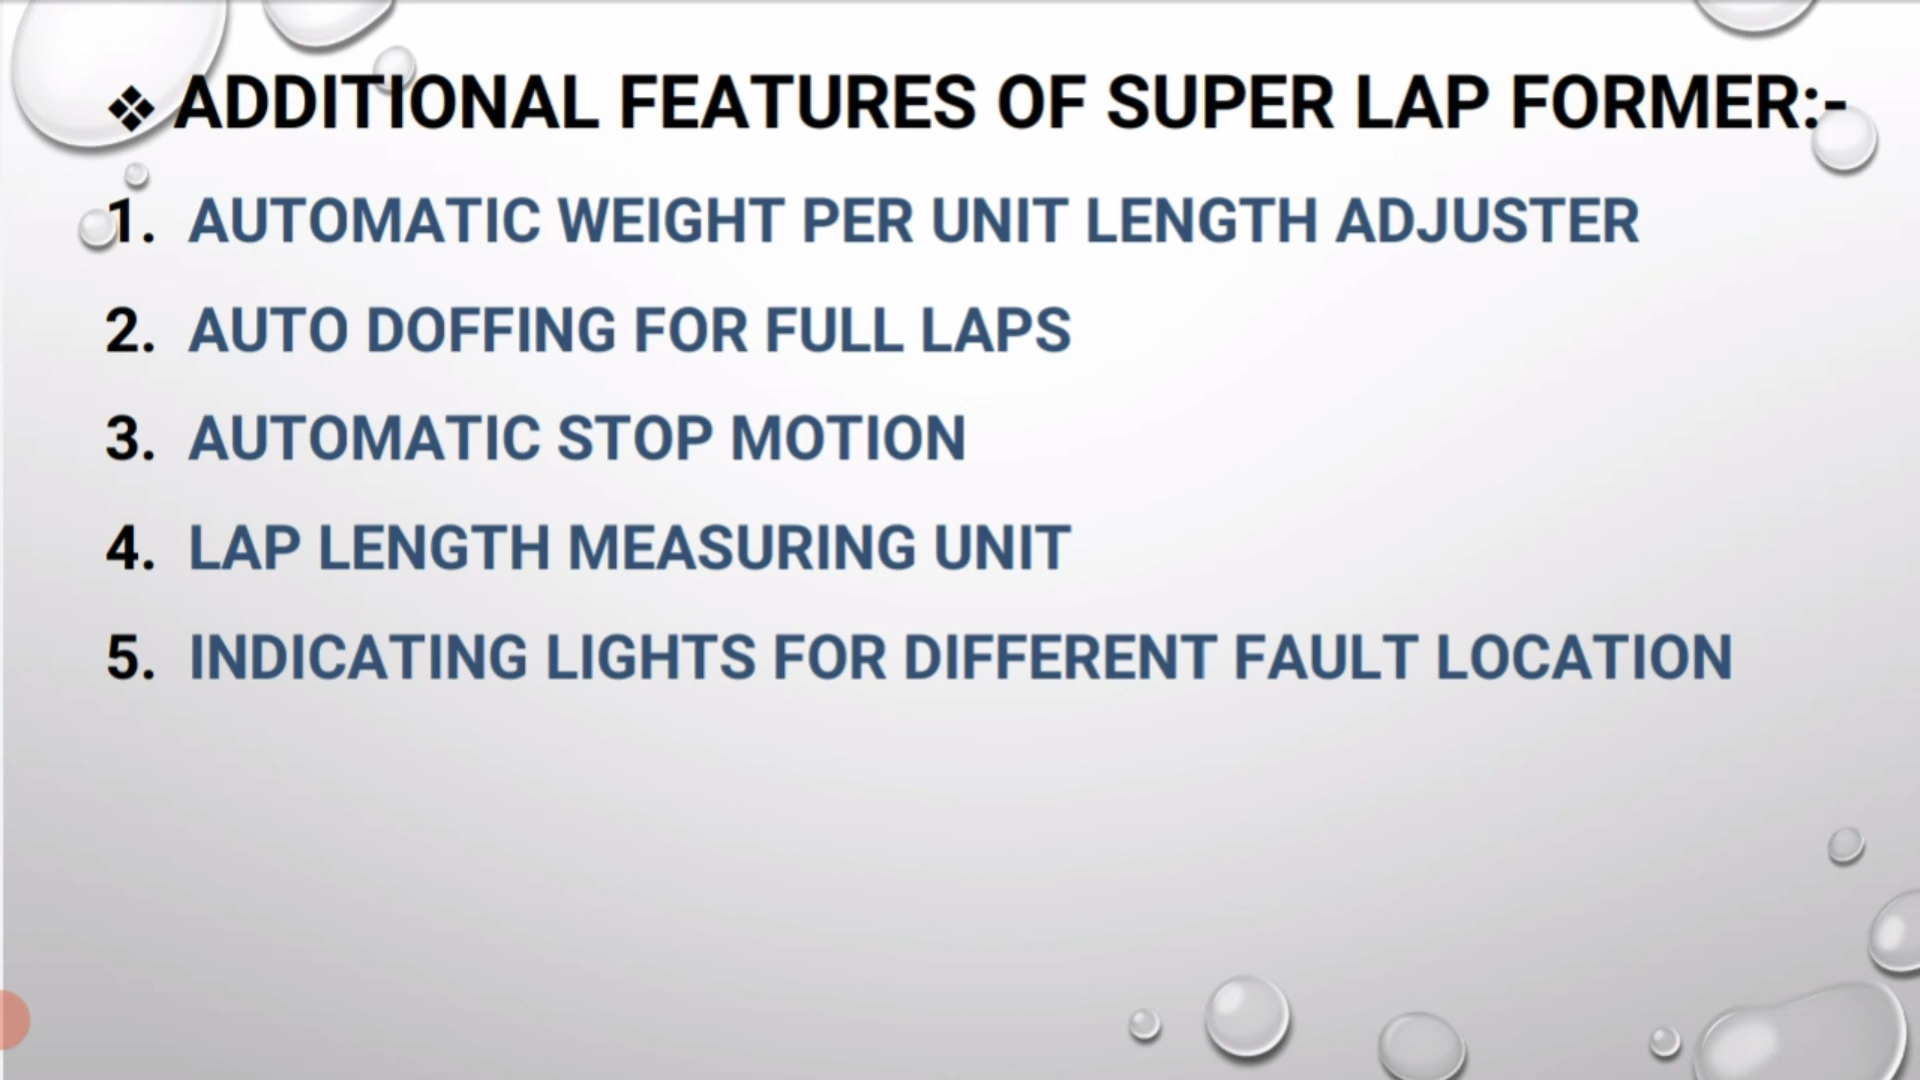 ❖ ADDITIONAL FEATURES OF SUPER LAP FORMER:-
1. AUTOMATIC WEIGHT PER UNIT LENGTH ADJUSTER
2. AUTO DOFFING FOR FULL LAPS
3. AUTOMATIC STOP MOTION
4. LAP LENGTH MEASURING UNIT
5. INDICATING LIGHTS FOR DIFFERENT FAULT LOCATION